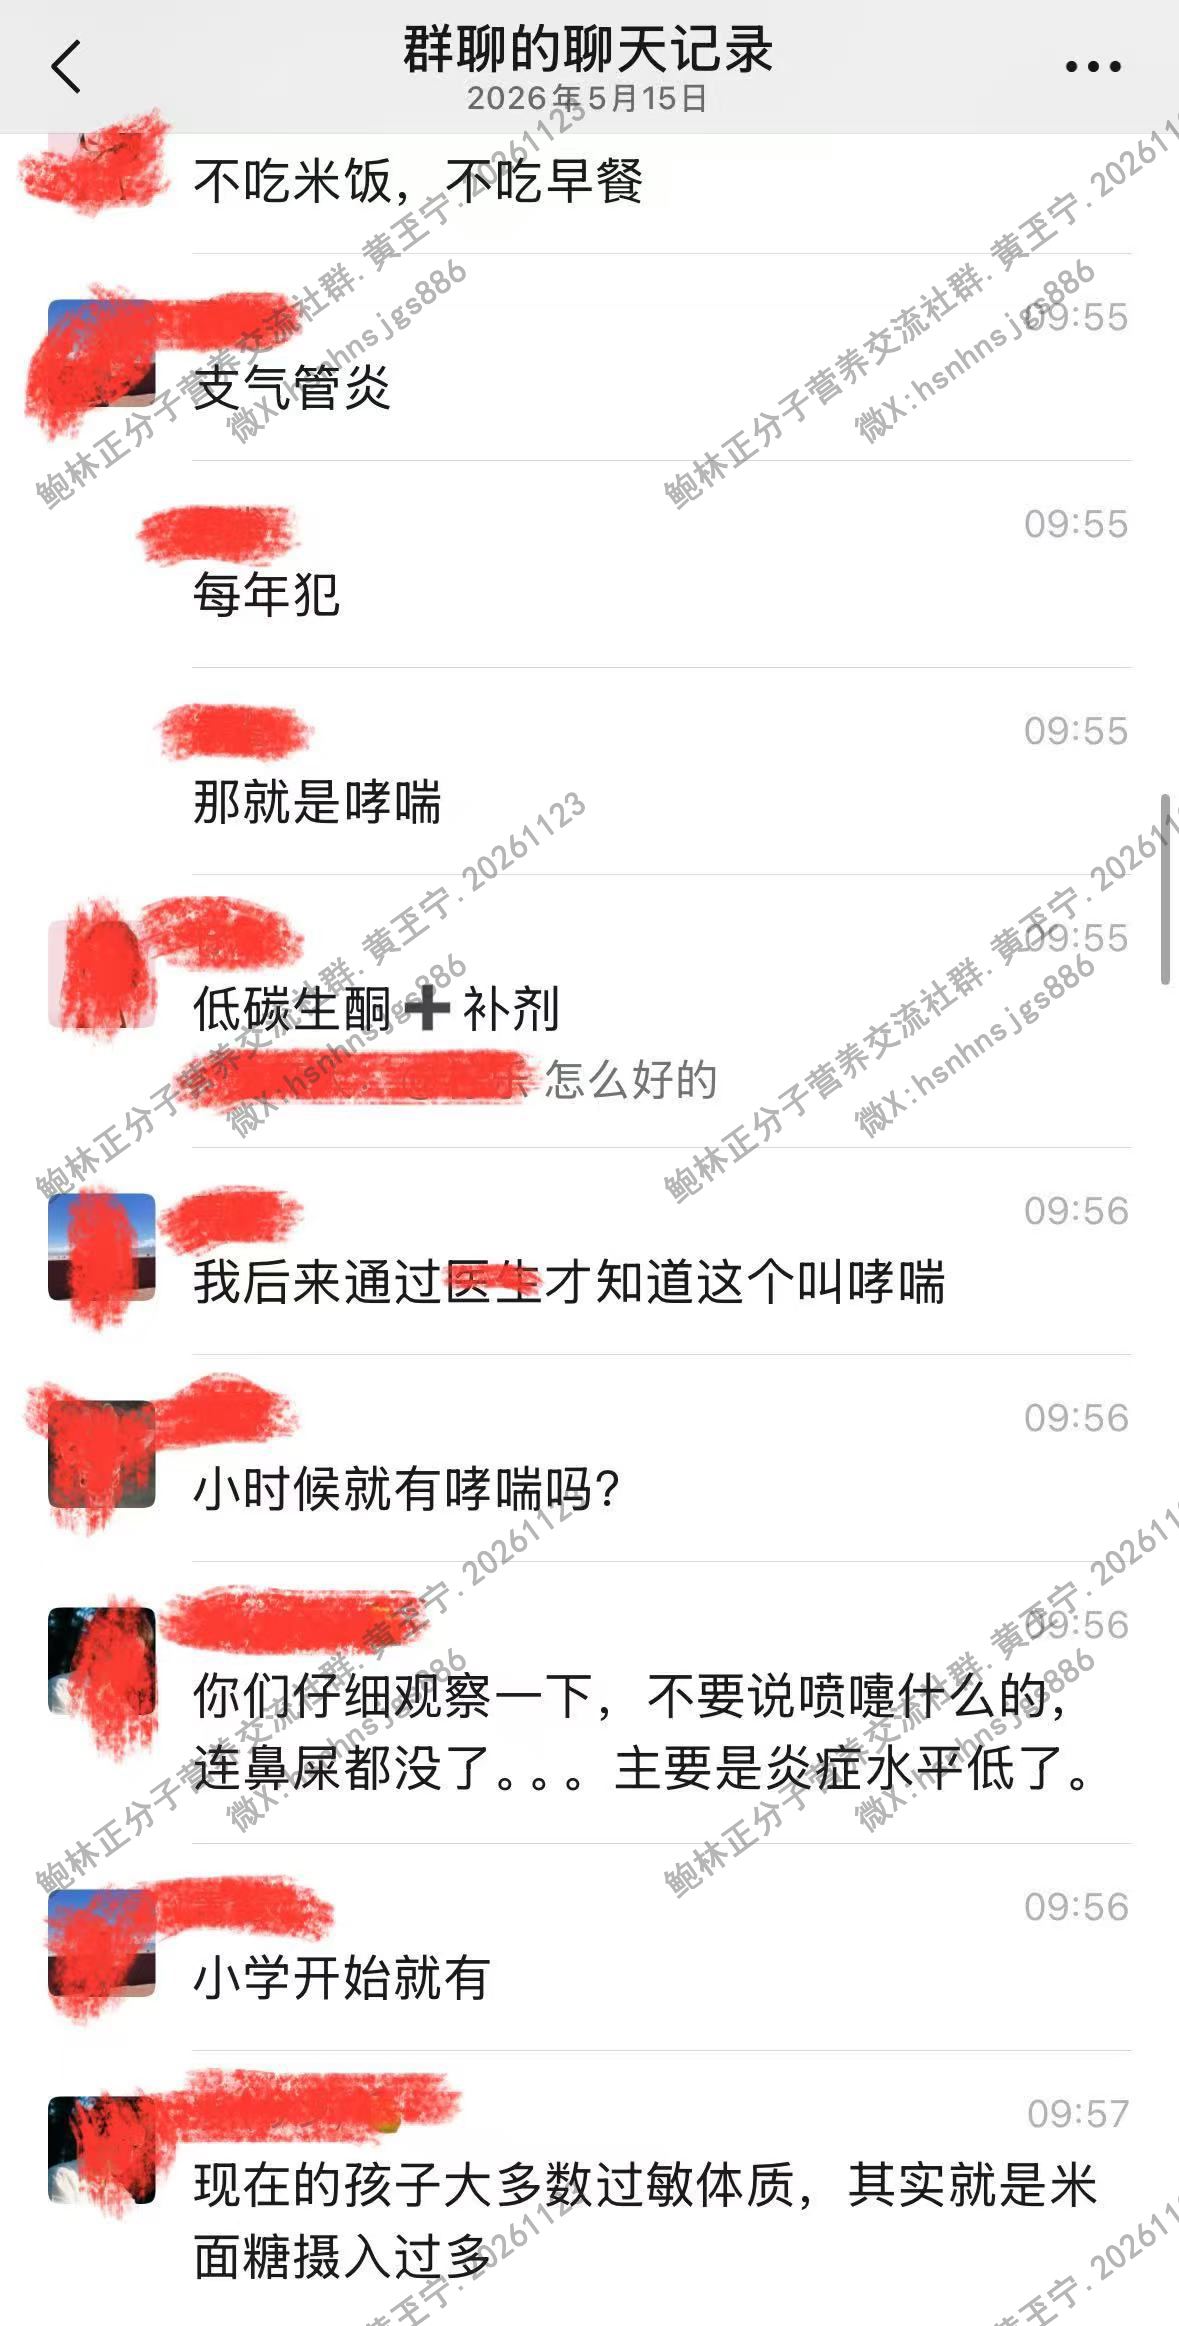 群聊的聊天记录
2026年5月15日
不吃米饭，不吃早餐
09:55
支气管炎
09:55
每年犯
09:55
那就是哮喘
09:55
低碳生酮➕补剂
怎么好的
09:56
我后来通过医生才知道这个叫哮喘
09:56
小时候就有哮喘吗？
09:56
你们仔细观察一下，不要说喷嚏什么的，
连鼻屎都没了。。。主要是炎症水平低了。
09:56
小学开始就有
09:57
现在的孩子大多数过敏体质，其实就是米
面糖摄入过多
鲍林正分子营养交流社群.黄玊宁.20261123
微X:hsnhnsjgs886